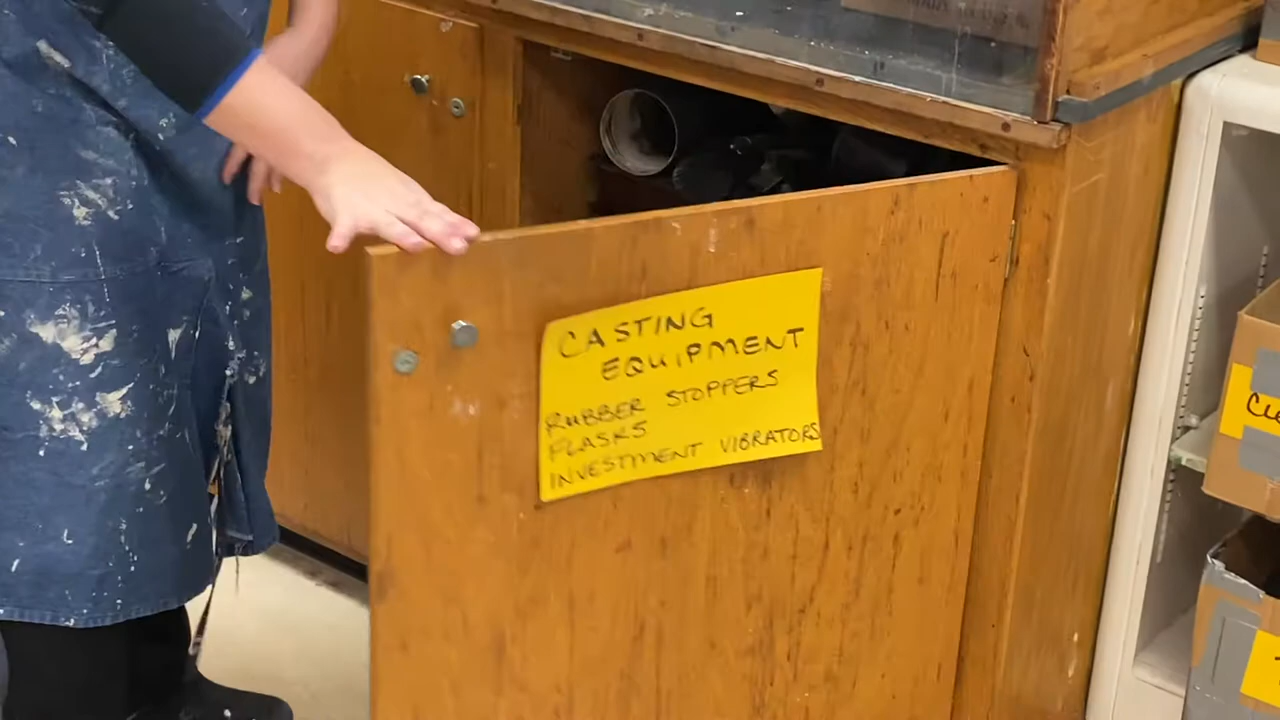 CASTING
EQUIPMENT
RUBBER STOPPERS
FLASKS
INVESTMENT VIBRATORS